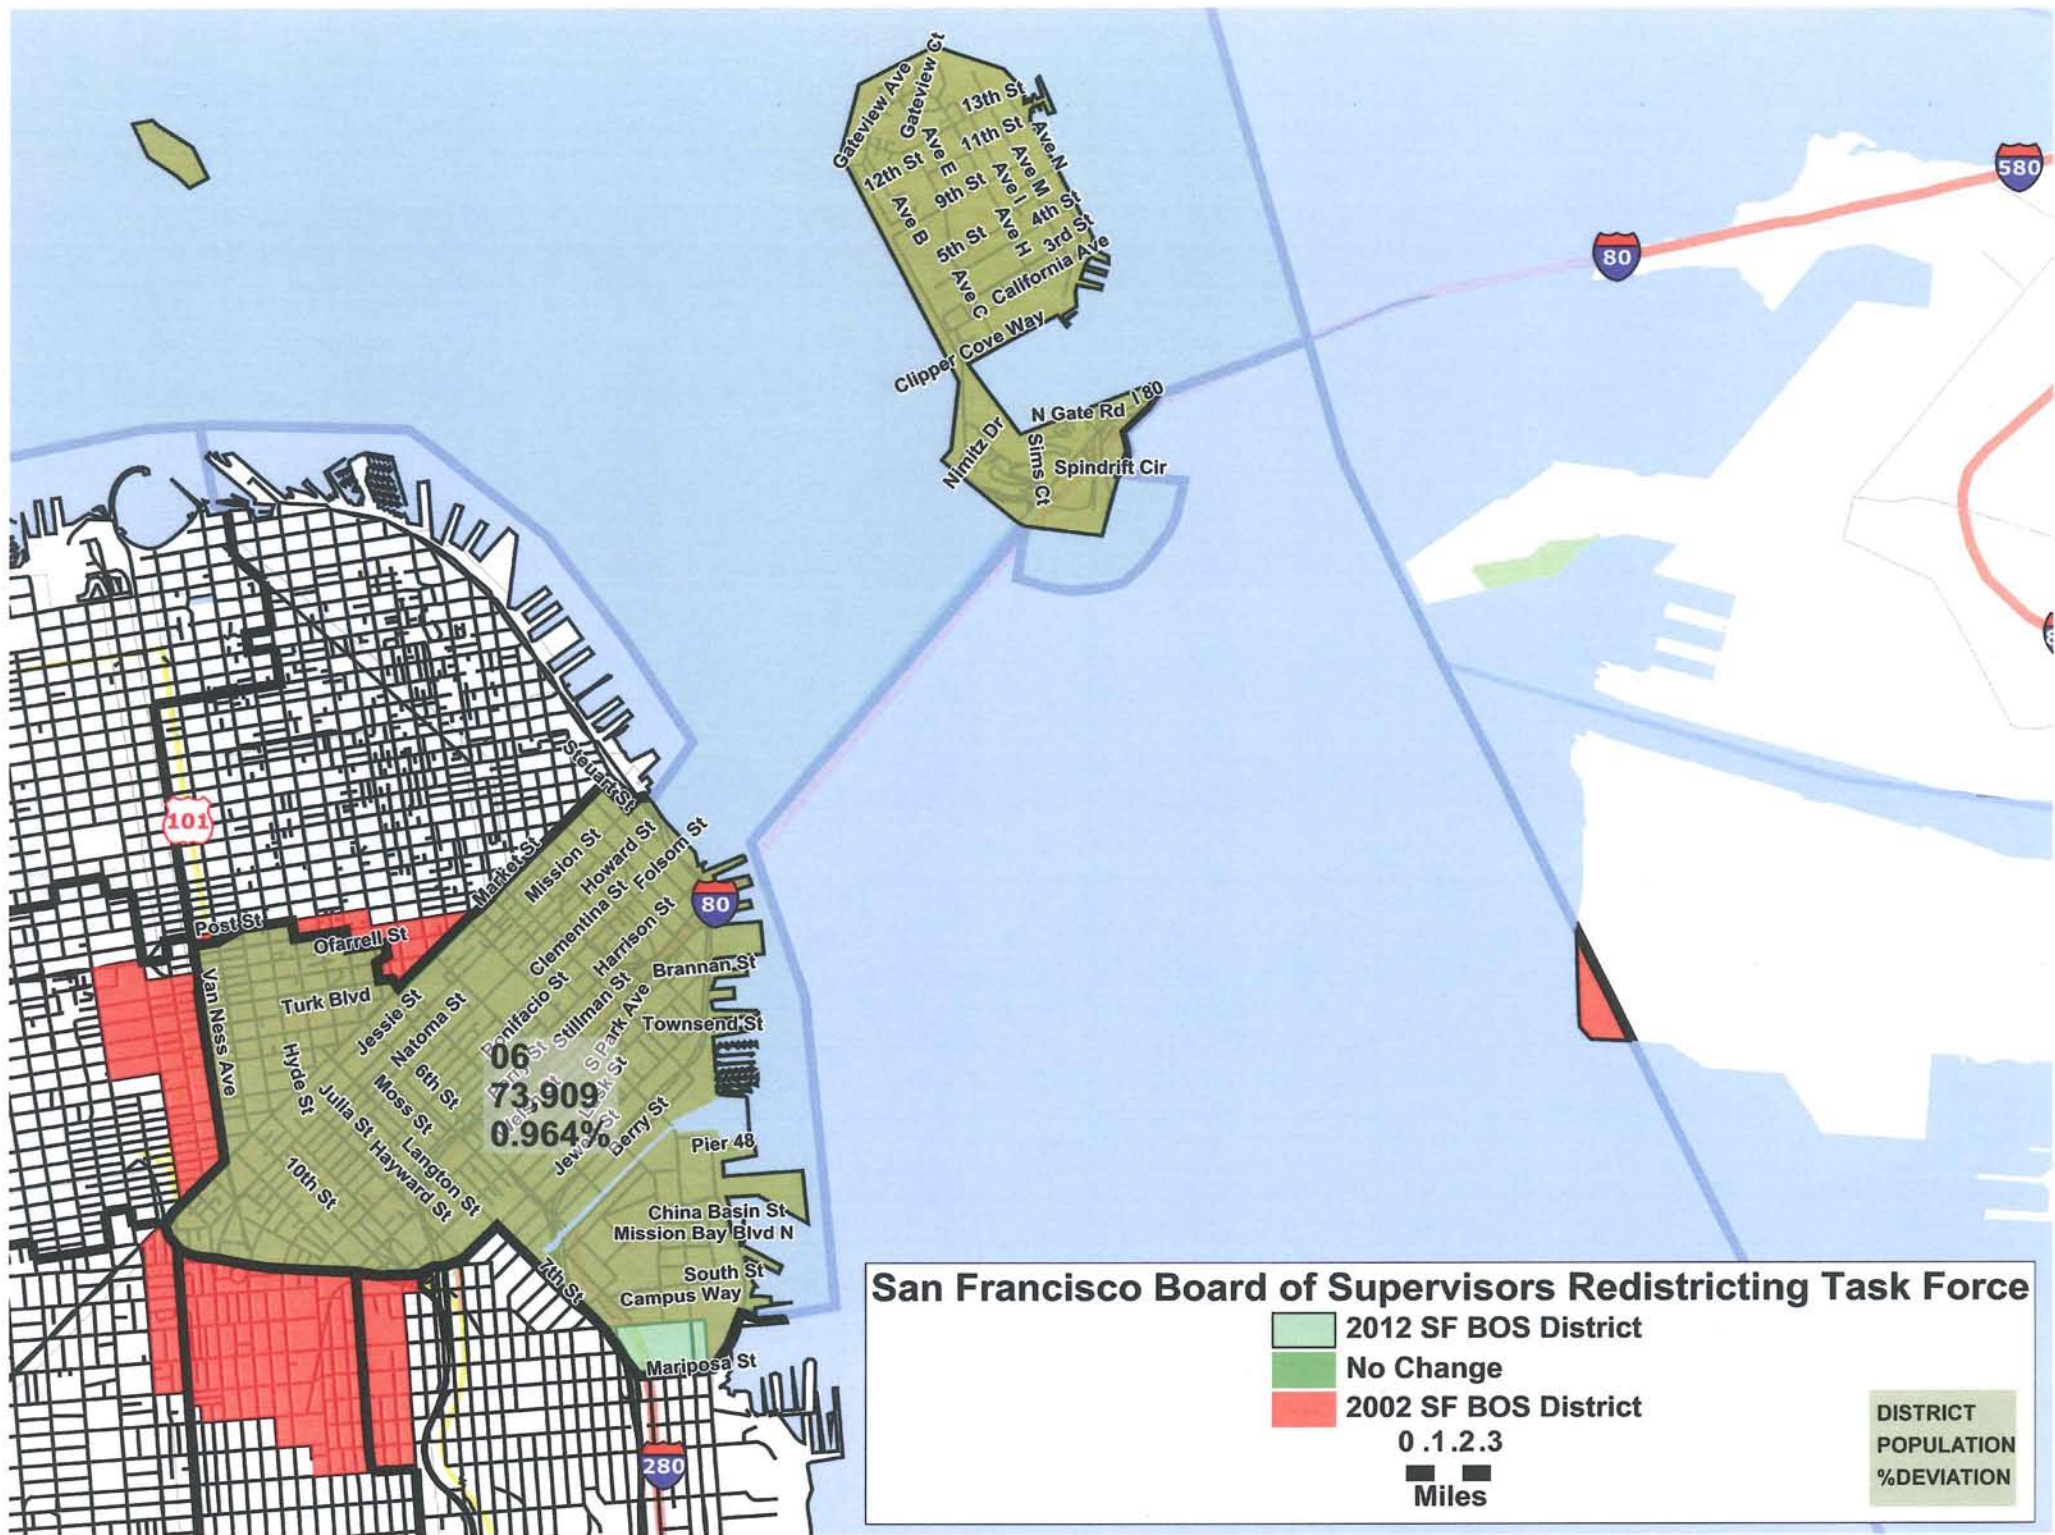 Gateview Ave
Gateview Ct
13th St
11th St
Ave N
Ave E
12th St
Ave M
9th St
Ave I
4th St
Ave B
Ave H
5th St
3rd St
California Ave
Ave C
Clipper Cove Way
N Gate Rd
I 80
Nimitz Dr
Sims Ct
Spindrift Cir
580
80
101
Steuart St
Market St
Mission St
Howard St
Folsom St
80
Post St
Ofarrell St
Clementina St
Harrison St
Brannan St
Van Ness Ave
Turk Blvd
Jessie St
Natoma St
Bonifacio St
Stillman St
S Park Ave
Townsend St
Hyde St
6th St
Moss St
Julia St
06
73,909
0.964%
Berry St
Pier 48
Langton St
Hayward St
10th St
China Basin St
Mission Bay Blvd N
7th St
South St
Campus Way
Mariposa St
280
San Francisco Board of Supervisors Redistricting Task Force
2012 SF BOS District
No Change
2002 SF BOS District
0 .1.2.3
Miles
DISTRICT
POPULATION
%DEVIATION